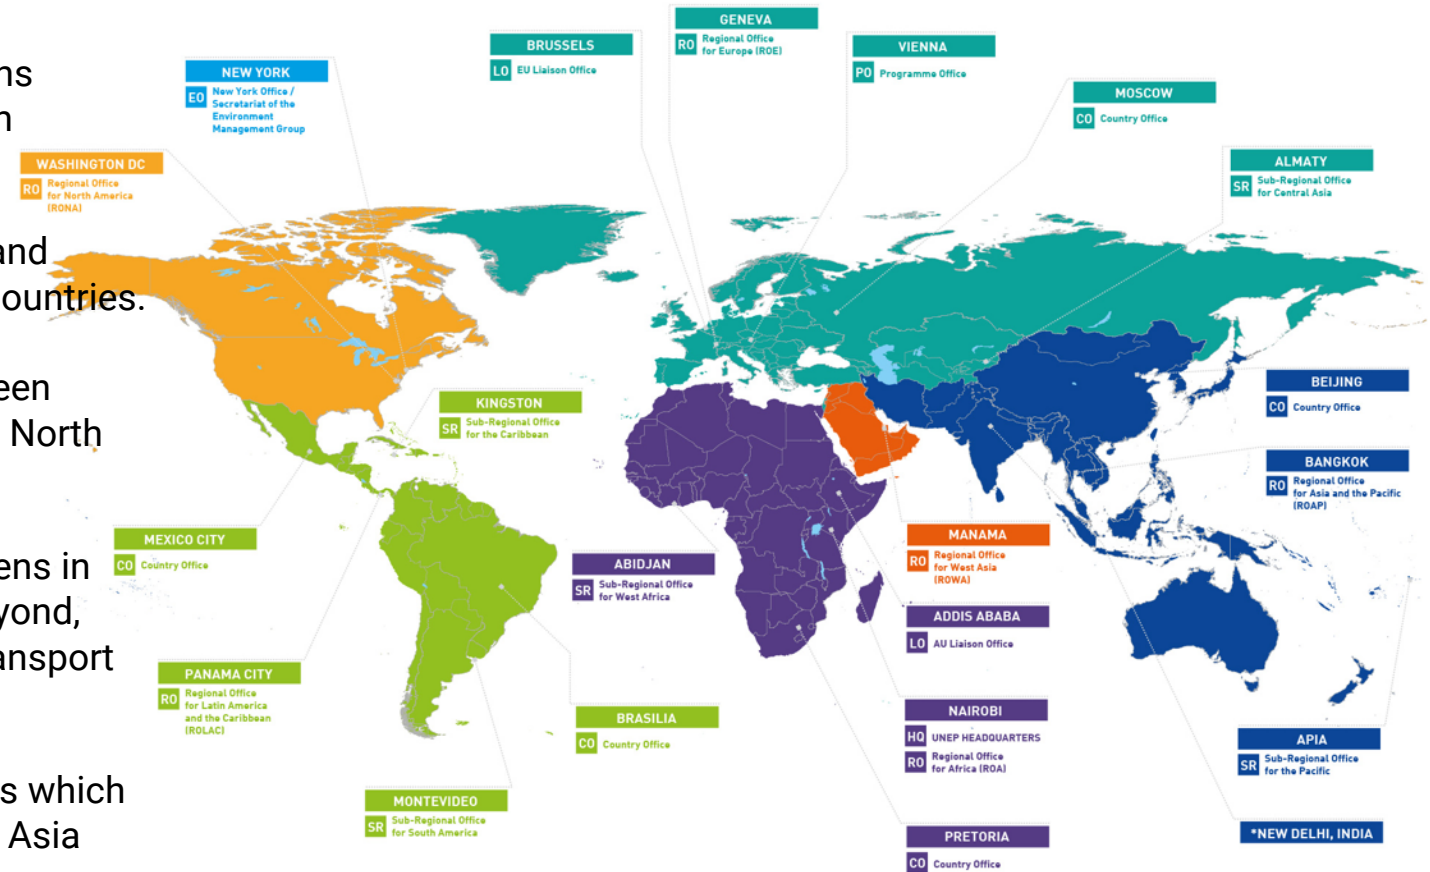 ns
n
and
ountries.
een
North
ens in
yond,
ansport
s which
Asia
NEW YORK
EO
New York Office /
Secretariat of the
Environment
Management Group
WASHINGTON DC
RO
Regional Office
for North America
(RONA)
BRUSSELS
LO
EU Liaison Office
GENEVA
RO
Regional Office
for Europe (ROE)
VIENNA
PO
Programme Office
MOSCOW
CO
Country Office
ALMATY
SR
Sub-Regional Office
for Central Asia
KINGSTON
SR
Sub-Regional Office
for the Caribbean
BEIJING
CO
Country Office
BANGKOK
RO
Regional Office
for Asia and the Pacific
(ROAP)
MEXICO CITY
CO
Country Office
ABIDJAN
SR
Sub-Regional Office
for West Africa
MANAMA
RO
Regional Office
for West Asia
(ROWA)
ADDIS ABABA
LO
AU Liaison Office
PANAMA CITY
RO
Regional Office
for Latin America
and the Caribbean
(ROLAC)
BRASILIA
CO
Country Office
NAIROBI
HQ
UNEP HEADQUARTERS
RO
Regional Office
for Africa (ROA)
APIA
SR
Sub-Regional Office
for the Pacific
MONTEVIDEO
SR
Sub-Regional Office
for South America
PRETORIA
CO
Country Office
*NEW DELHI, INDIA